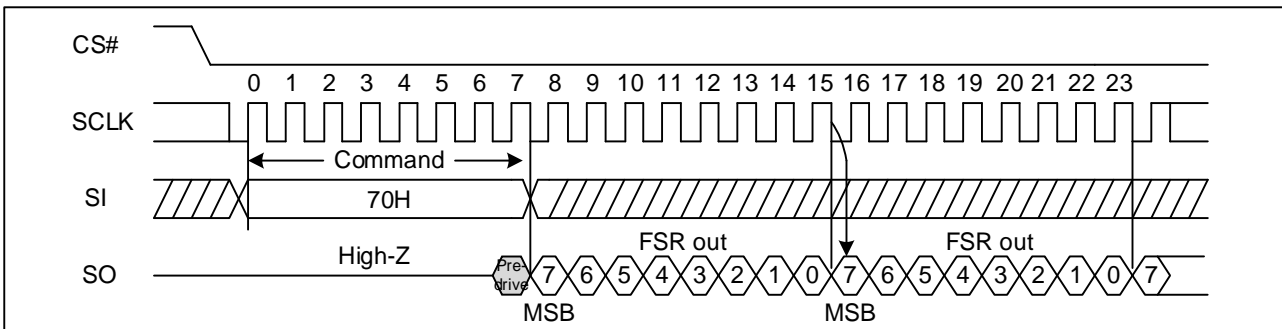 CS#
0 1 2 3 4 5 6 7 8 9 10 11 12 13 14 15 16 17 18 19 20 21 22 23
SCLK
Command
SI
70H
High-Z
FSR out
FSR out
SO
Pre-
drive
7 6 5 4 3 2 1 0 7 6 5 4 3 2 1 0 7
MSB
MSB